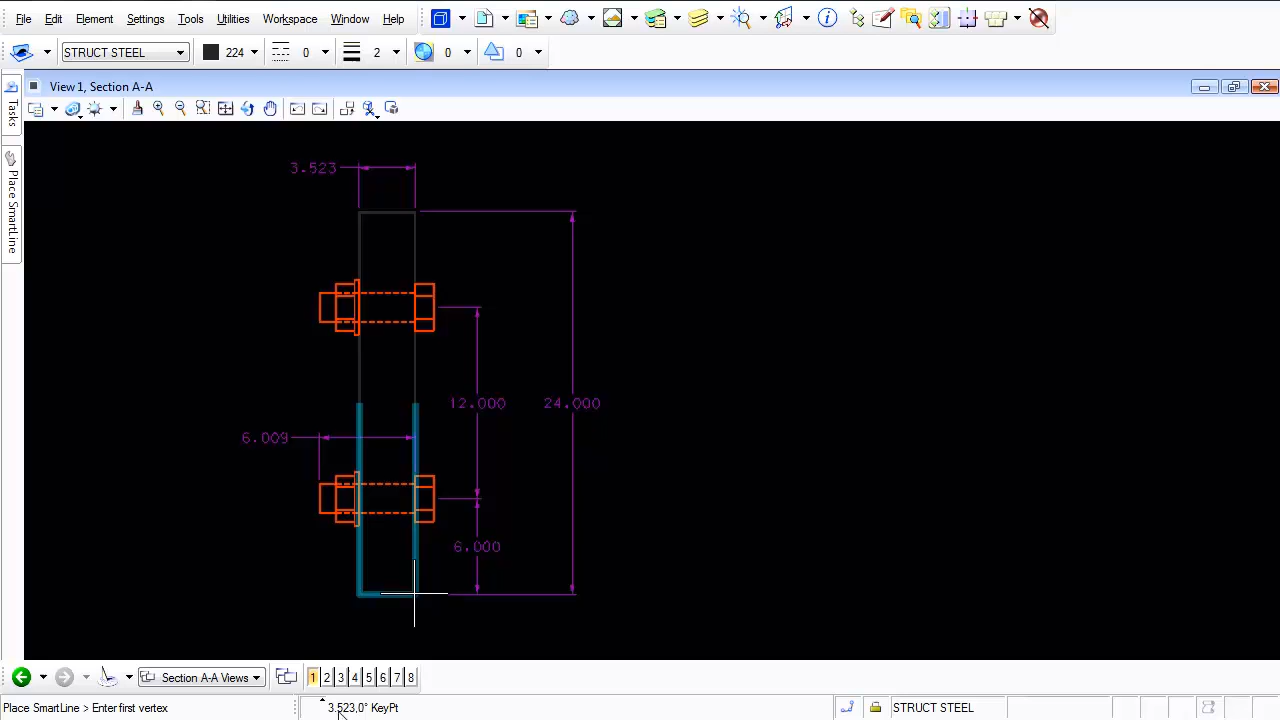 File Edit Element Settings Tools Utilities Workspace Window Help
STRUCT STEEL 224 0 2 0 0
View 1, Section A-A
Tasks
Place SmartLine
3.523
12.000
24.000
6.009
6.000
Section A-A Views 1 2 3 4 5 6 7 8
Place SmartLine > Enter first vertex 3.523,0° KeyPt STRUCT STEEL